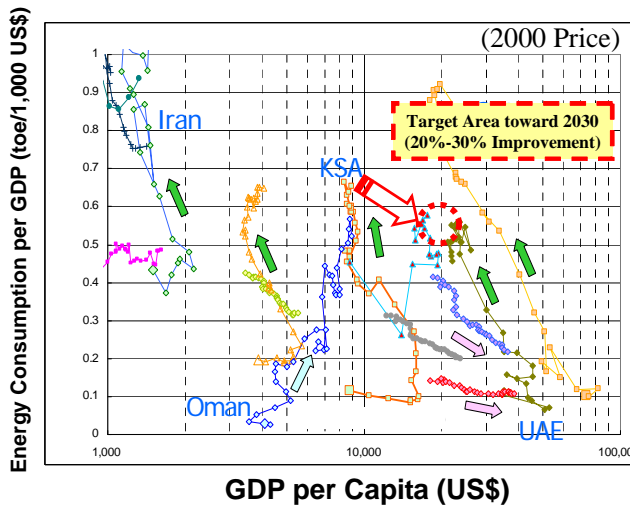 (2000 Price)
Energy Consumption per GDP (toe/1,000 US$)
1
0.9
0.8
0.7
0.6
0.5
0.4
0.3
0.2
0.1
0
Iran
KSA
Target Area toward 2030
(20%-30% Improvement)
Oman
UAE
1,000
10,000
100,00
GDP per Capita (US$)